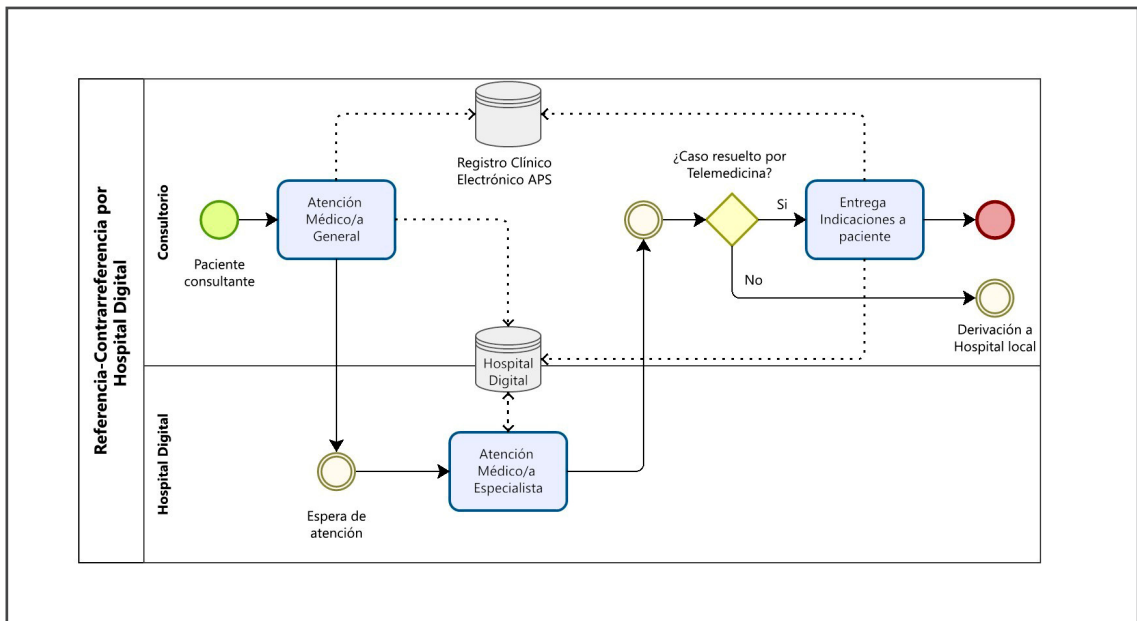 Referencia-Contrarreferencia por
Hospital Digital
Consultorio
Paciente
consultante
Atención
Médico/a
General
Registro Clínico
Electrónico APS
¿Caso resuelto por
Telemedicina?
Si
No
Entrega
Indicaciones a
paciente
Derivación a
Hospital local
Hospital
Digital
Hospital Digital
Espera de
atención
Atención
Médico/a
Especialista